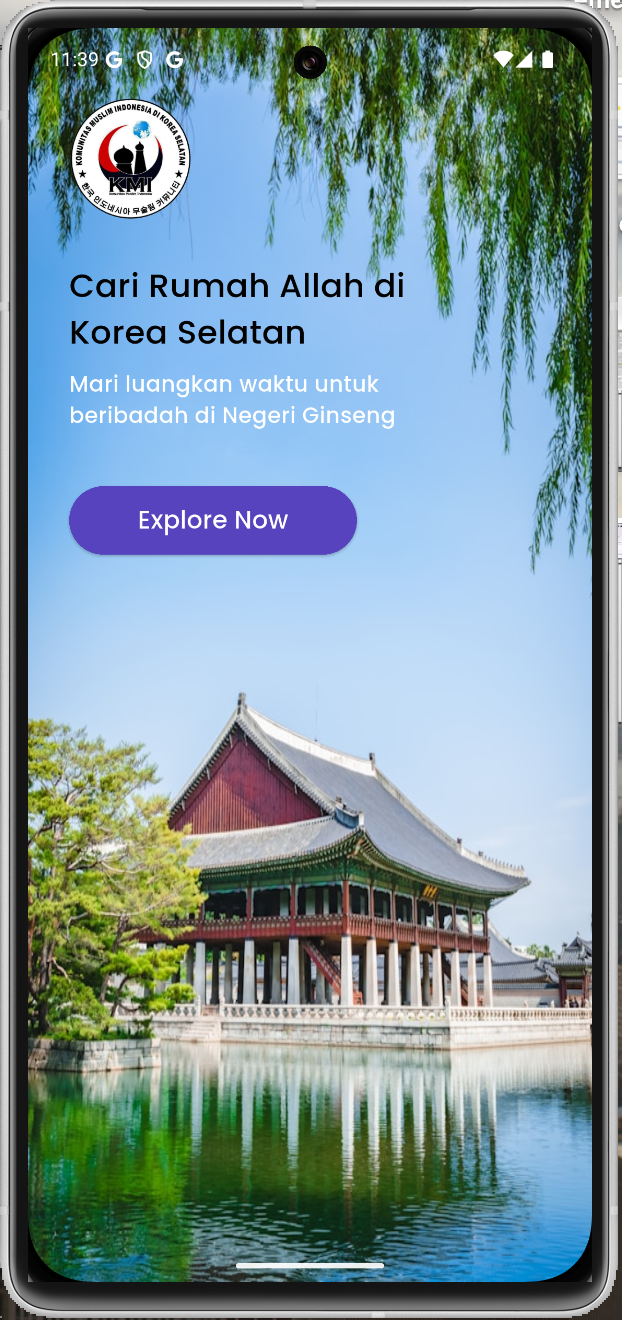 11:39
KOMUNITAS MUSLIM INDONESIA DI KOREA SELATAN
KMI
한국 인도네시아 무슬림 커뮤니티
Cari Rumah Allah di
Korea Selatan
Mari luangkan waktu untuk
beribadah di Negeri Ginseng
Explore Now